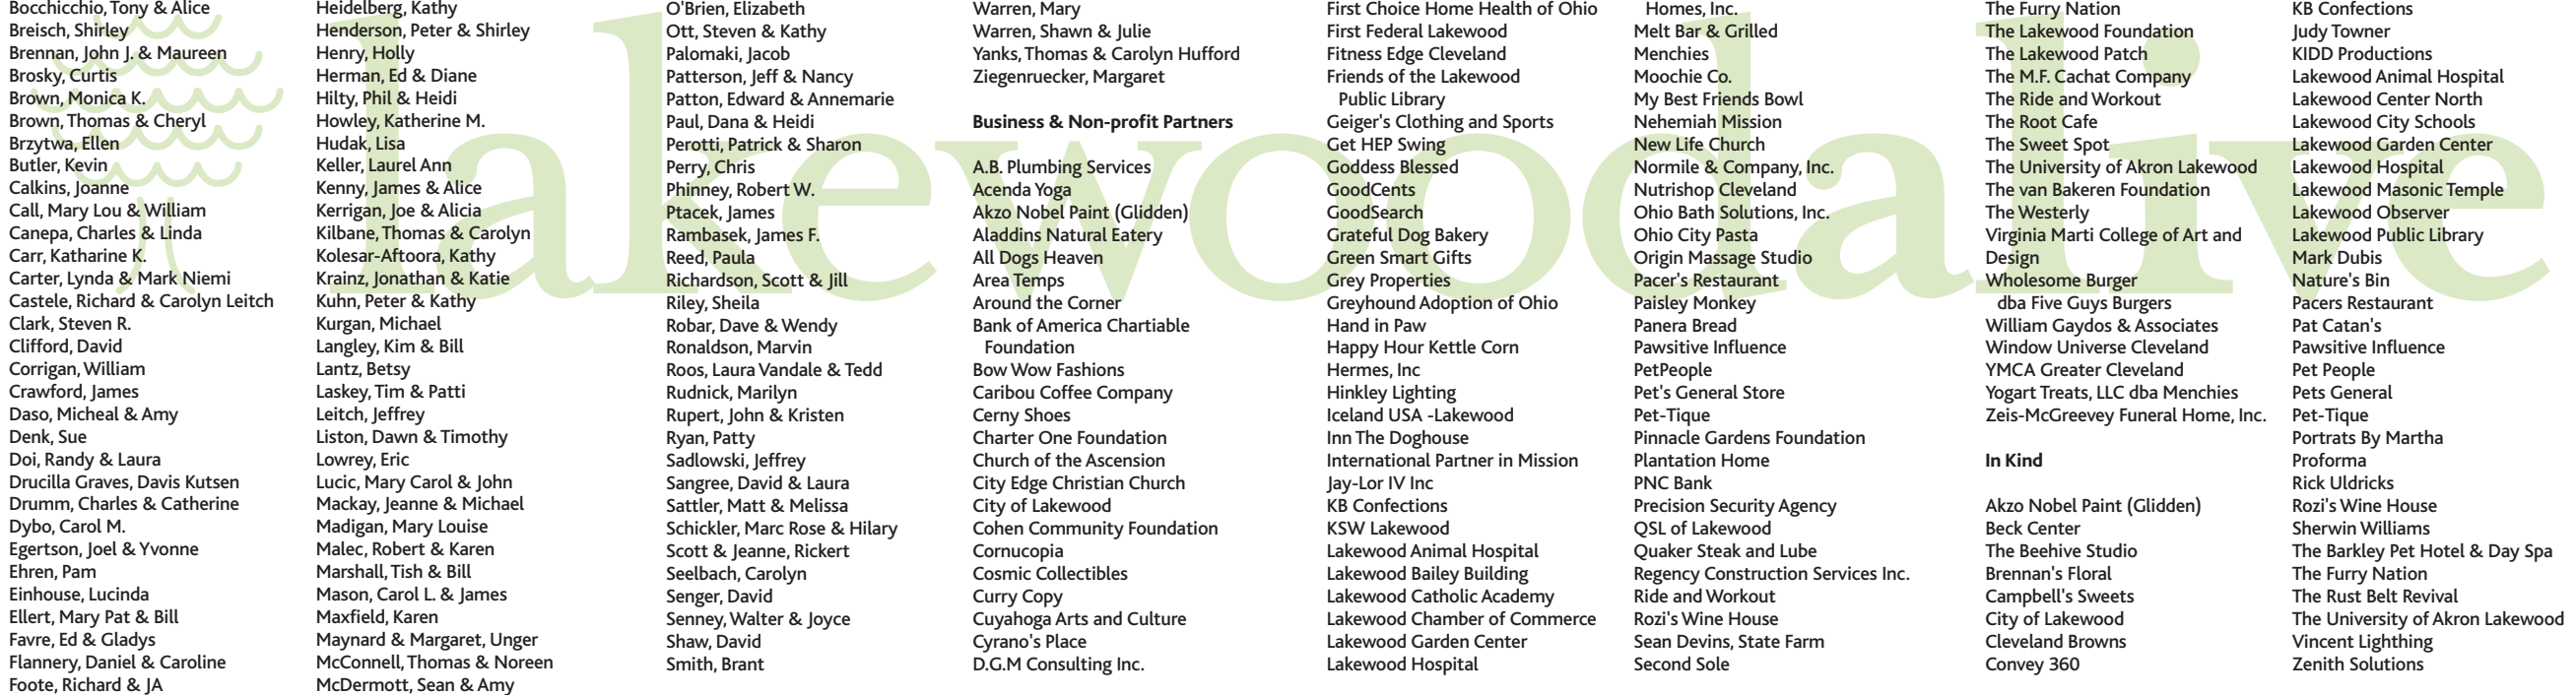 Bocchicchio, Tony & Alice
Breisch, Shirley
Brennan, John J. & Maureen
Brosky, Curtis
Brown, Monica K.
Brown, Thomas & Cheryl
Brzytwa, Ellen
Butler, Kevin
Calkins, Joanne
Call, Mary Lou & William
Canepa, Charles & Linda
Carr, Katharine K.
Carter, Lynda & Mark Niemi
Castele, Richard & Carolyn Leitch
Clark, Steven R.
Clifford, David
Corrigan, William
Crawford, James
Daso, Micheal & Amy
Denk, Sue
Doi, Randy & Laura
Drucilla Graves, Davis Kutsen
Drumm, Charles & Catherine
Dybo, Carol M.
Egertson, Joel & Yvonne
Ehren, Pam
Einhouse, Lucinda
Ellert, Mary Pat & Bill
Favre, Ed & Gladys
Flannery, Daniel & Caroline
Foote, Richard & JA
Heidelberg, Kathy
Henderson, Peter & Shirley
Henry, Holly
Herman, Ed & Diane
Hilty, Phil & Heidi
Howley, Katherine M.
Hudak, Lisa
Keller, Laurel Ann
Kenny, James & Alice
Kerrigan, Joe & Alicia
Kilbane, Thomas & Carolyn
Kolesar-Aftoora, Kathy
Krainz, Jonathan & Katie
Kuhn, Peter & Kathy
Kurgan, Michael
Langley, Kim & Bill
Lantz, Betsy
Laskey, Tim & Patti
Leitch, Jeffrey
Liston, Dawn & Timothy
Lowrey, Eric
Lucic, Mary Carol & John
Mackay, Jeanne & Michael
Madigan, Mary Louise
Malec, Robert & Karen
Marshall, Tish & Bill
Mason, Carol L. & James
Maxfield, Karen
Maynard & Margaret, Unger
McConnell, Thomas & Noreen
McDermott, Sean & Amy
O'Brien, Elizabeth
Ott, Steven & Kathy
Palomaki, Jacob
Patterson, Jeff & Nancy
Patton, Edward & Annemarie
Paul, Dana & Heidi
Perotti, Patrick & Sharon
Perry, Chris
Phinney, Robert W.
Ptacek, James
Rambasek, James F.
Reed, Paula
Richardson, Scott & Jill
Riley, Sheila
Robar, Dave & Wendy
Ronaldson, Marvin
Roos, Laura Vandale & Tedd
Rudnick, Marilyn
Rupert, John & Kristen
Ryan, Patty
Sadlowski, Jeffrey
Sangree, David & Laura
Sattler, Matt & Melissa
Schickler, Marc Rose & Hilary
Scott & Jeanne, Rickert
Seelbach, Carolyn
Senger, David
Senney, Walter & Joyce
Shaw, David
Smith, Brant
Warren, Mary
Warren, Shawn & Julie
Yanks, Thomas & Carolyn Hufford
Ziegenruecker, Margaret
Business & Non-profit Partners
A.B. Plumbing Services
Acenda Yoga
Akzo Nobel Paint (Glidden)
Aladdins Natural Eatery
All Dogs Heaven
Area Temps
Around the Corner
Bank of America Chartiable
Foundation
Bow Wow Fashions
Caribou Coffee Company
Cerny Shoes
Charter One Foundation
Church of the Ascension
City Edge Christian Church
City of Lakewood
Cohen Community Foundation
Cornucopia
Cosmic Collectibles
Curry Copy
Cuyahoga Arts and Culture
Cyrano's Place
D.G.M Consulting Inc.
First Choice Home Health of Ohio
First Federal Lakewood
Fitness Edge Cleveland
Friends of the Lakewood
Public Library
Geiger's Clothing and Sports
Get HEP Swing
Goddess Blessed
GoodCents
GoodSearch
Grateful Dog Bakery
Green Smart Gifts
Grey Properties
Greyhound Adoption of Ohio
Hand in Paw
Happy Hour Kettle Corn
Hermes, Inc
Hinkley Lighting
Iceland USA -Lakewood
Inn The Doghouse
International Partner in Mission
Jay-Lor IV Inc
KB Confections
KSW Lakewood
Lakewood Animal Hospital
Lakewood Bailey Building
Lakewood Catholic Academy
Lakewood Chamber of Commerce
Lakewood Garden Center
Lakewood Hospital
Homes, Inc.
Melt Bar & Grilled
Menchies
Moochie Co.
My Best Friends Bowl
Nehemiah Mission
New Life Church
Normile & Company, Inc.
Nutrishop Cleveland
Ohio Bath Solutions, Inc.
Ohio City Pasta
Origin Massage Studio
Pacer's Restaurant
Paisley Monkey
Panera Bread
Pawsitive Influence
PetPeople
Pet's General Store
Pet-Tique
Pinnacle Gardens Foundation
Plantation Home
PNC Bank
Precision Security Agency
QSL of Lakewood
Quaker Steak and Lube
Regency Construction Services Inc.
Ride and Workout
Rozi's Wine House
Sean Devins, State Farm
Second Sole
The Furry Nation
The Lakewood Foundation
The Lakewood Patch
The M.F. Cachat Company
The Ride and Workout
The Root Cafe
The Sweet Spot
The University of Akron Lakewood
The van Bakeren Foundation
The Westerly
Virginia Marti College of Art and
Design
Wholesome Burger
dba Five Guys Burgers
William Gaydos & Associates
Window Universe Cleveland
YMCA Greater Cleveland
Yogart Treats, LLC dba Menchies
Zeis-McGreevey Funeral Home, Inc.
In Kind
Akzo Nobel Paint (Glidden)
Beck Center
The Beehive Studio
Brennan's Floral
Campbell's Sweets
City of Lakewood
Cleveland Browns
Convey 360
KB Confections
Judy Towner
KIDD Productions
Lakewood Animal Hospital
Lakewood Center North
Lakewood City Schools
Lakewood Garden Center
Lakewood Hospital
Lakewood Masonic Temple
Lakewood Observer
Lakewood Public Library
Mark Dubis
Nature's Bin
Pacers Restaurant
Pat Catan's
Pawsitive Influence
Pet People
Pets General
Pet-Tique
Portrats By Martha
Proforma
Rick Uldricks
Rozi's Wine House
Sherwin Williams
The Barkley Pet Hotel & Day Spa
The Furry Nation
The Rust Belt Revival
The University of Akron Lakewood
Vincent Lighthing
Zenith Solutions
lakewoodalive